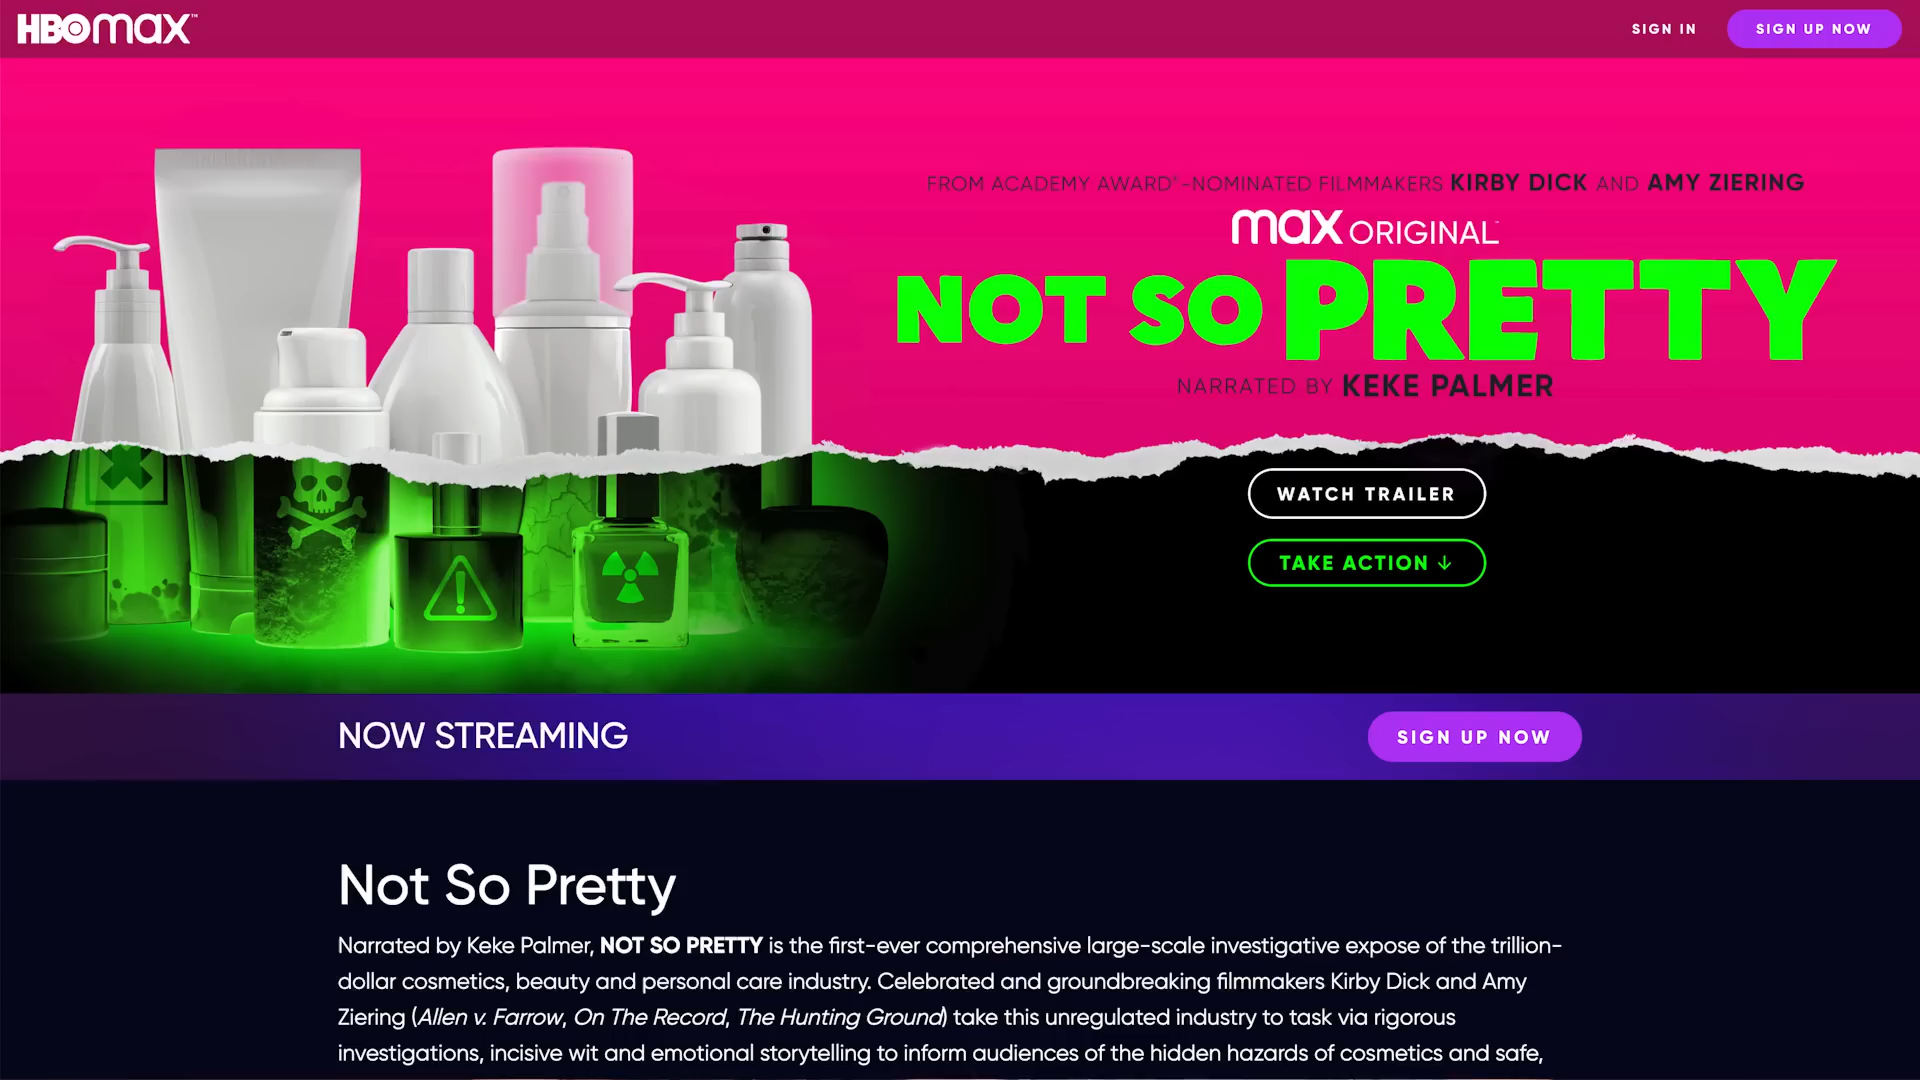 HBOmax™
SIGN IN
SIGN UP NOW
FROM ACADEMY AWARD®-NOMINATED FILMMAKERS KIRBY DICK AND AMY ZIERING
max ORIGINAL™
NOT SO PRETTY
NARRATED BY KEKE PALMER
WATCH TRAILER
TAKE ACTION ↓
NOW STREAMING
SIGN UP NOW
Not So Pretty
Narrated by Keke Palmer, NOT SO PRETTY is the first-ever comprehensive large-scale investigative expose of the trillion-
dollar cosmetics, beauty and personal care industry. Celebrated and groundbreaking filmmakers Kirby Dick and Amy
Ziering (Allen v. Farrow, On The Record, The Hunting Ground) take this unregulated industry to task via rigorous
investigations, incisive wit and emotional storytelling to inform audiences of the hidden hazards of cosmetics and safe,